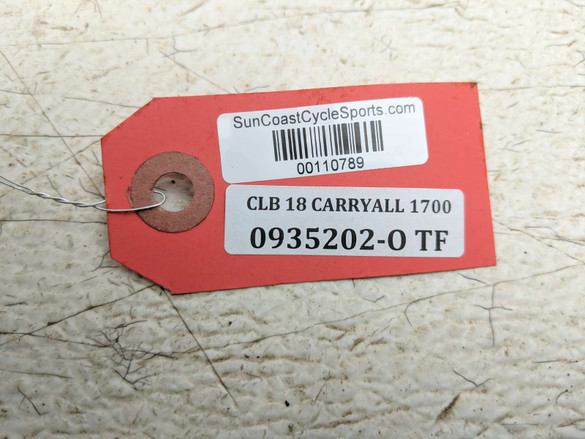 SunCoastCycleSports.com
00110789
CLB 18 CARRYALL 1700
0935202-O TF